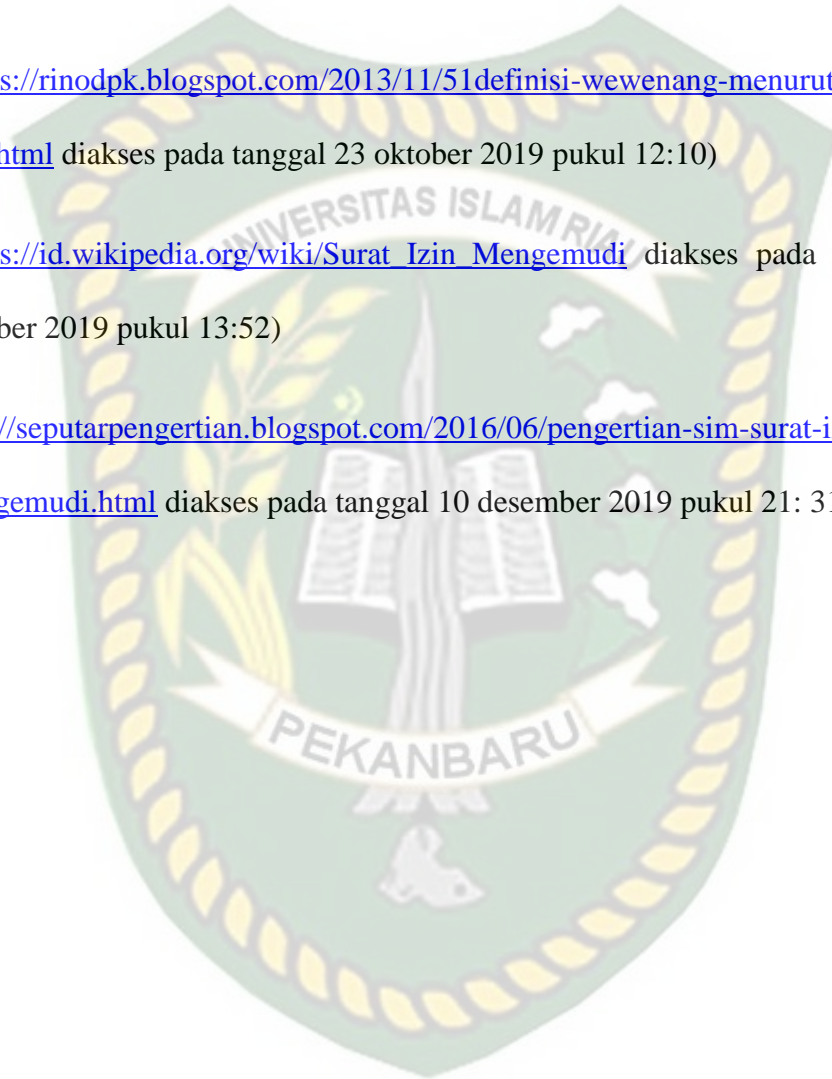 s://rinodpk.blogspot.com/2013/11/51definisi-wewenang-menurut
html diakses pada tanggal 23 oktober 2019 pukul 12:10)
UNIVERSITAS ISLAM RIAU
s://id.wikipedia.org/wiki/Surat_Izin_Mengemudi diakses pada
ber 2019 pukul 13:52)
//seputarpengertian.blogspot.com/2016/06/pengertian-sim-surat-i
gemudi.html diakses pada tanggal 10 desember 2019 pukul 21: 31
PEKANBARU